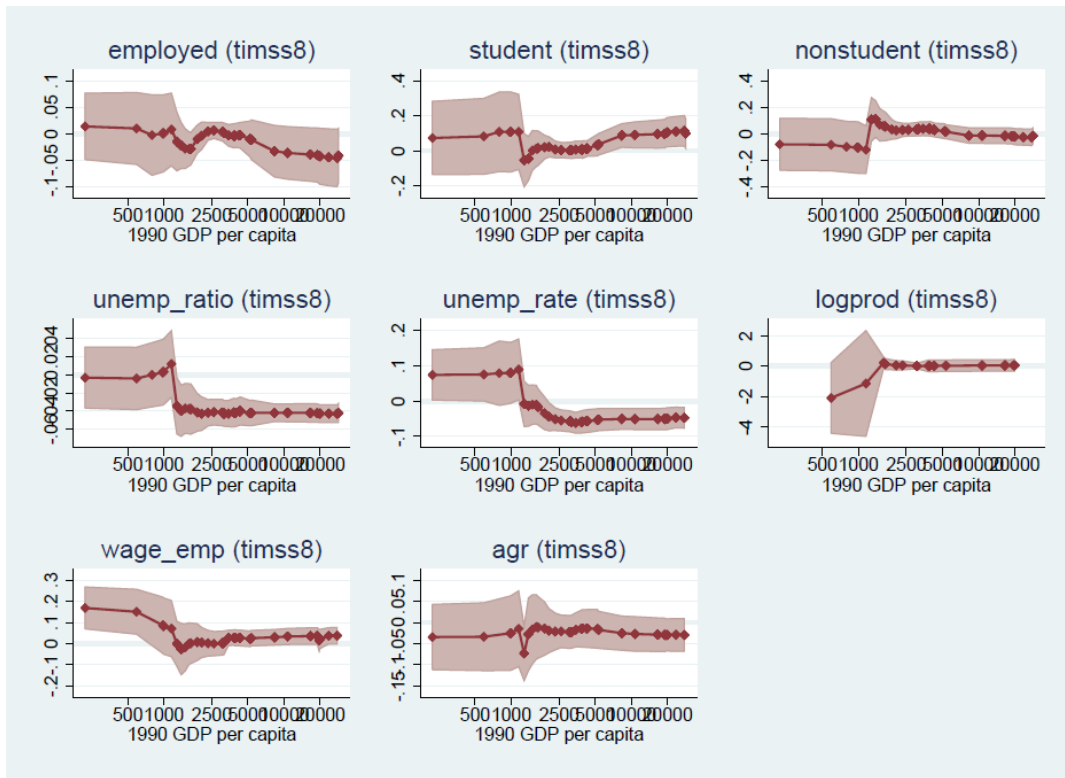 employed (timss8)
-.1 -.05 0 .05 .1
500 1000 2500 5000 10000 20000
1990 GDP per capita
student (timss8)
-.2 0 .2 .4
500 1000 2500 5000 10000 20000
1990 GDP per capita
nonstudent (timss8)
-.4 -.2 0 .2 .4
500 1000 2500 5000 10000 20000
1990 GDP per capita
unemp_ratio (timss8)
-.06 -.04 -.02 0 .02 .04
500 1000 2500 5000 10000 20000
1990 GDP per capita
unemp_rate (timss8)
-.1 0 .1 .2
500 1000 2500 5000 10000 20000
1990 GDP per capita
logprod (timss8)
-4 -2 0 2
500 1000 2500 5000 10000 20000
1990 GDP per capita
wage_emp (timss8)
-.2 -.1 0 .1 .2 .3
500 1000 2500 5000 10000 20000
1990 GDP per capita
agr (timss8)
-.15 -.1 -.05 0 .05 .1
500 1000 2500 5000 10000 20000
1990 GDP per capita